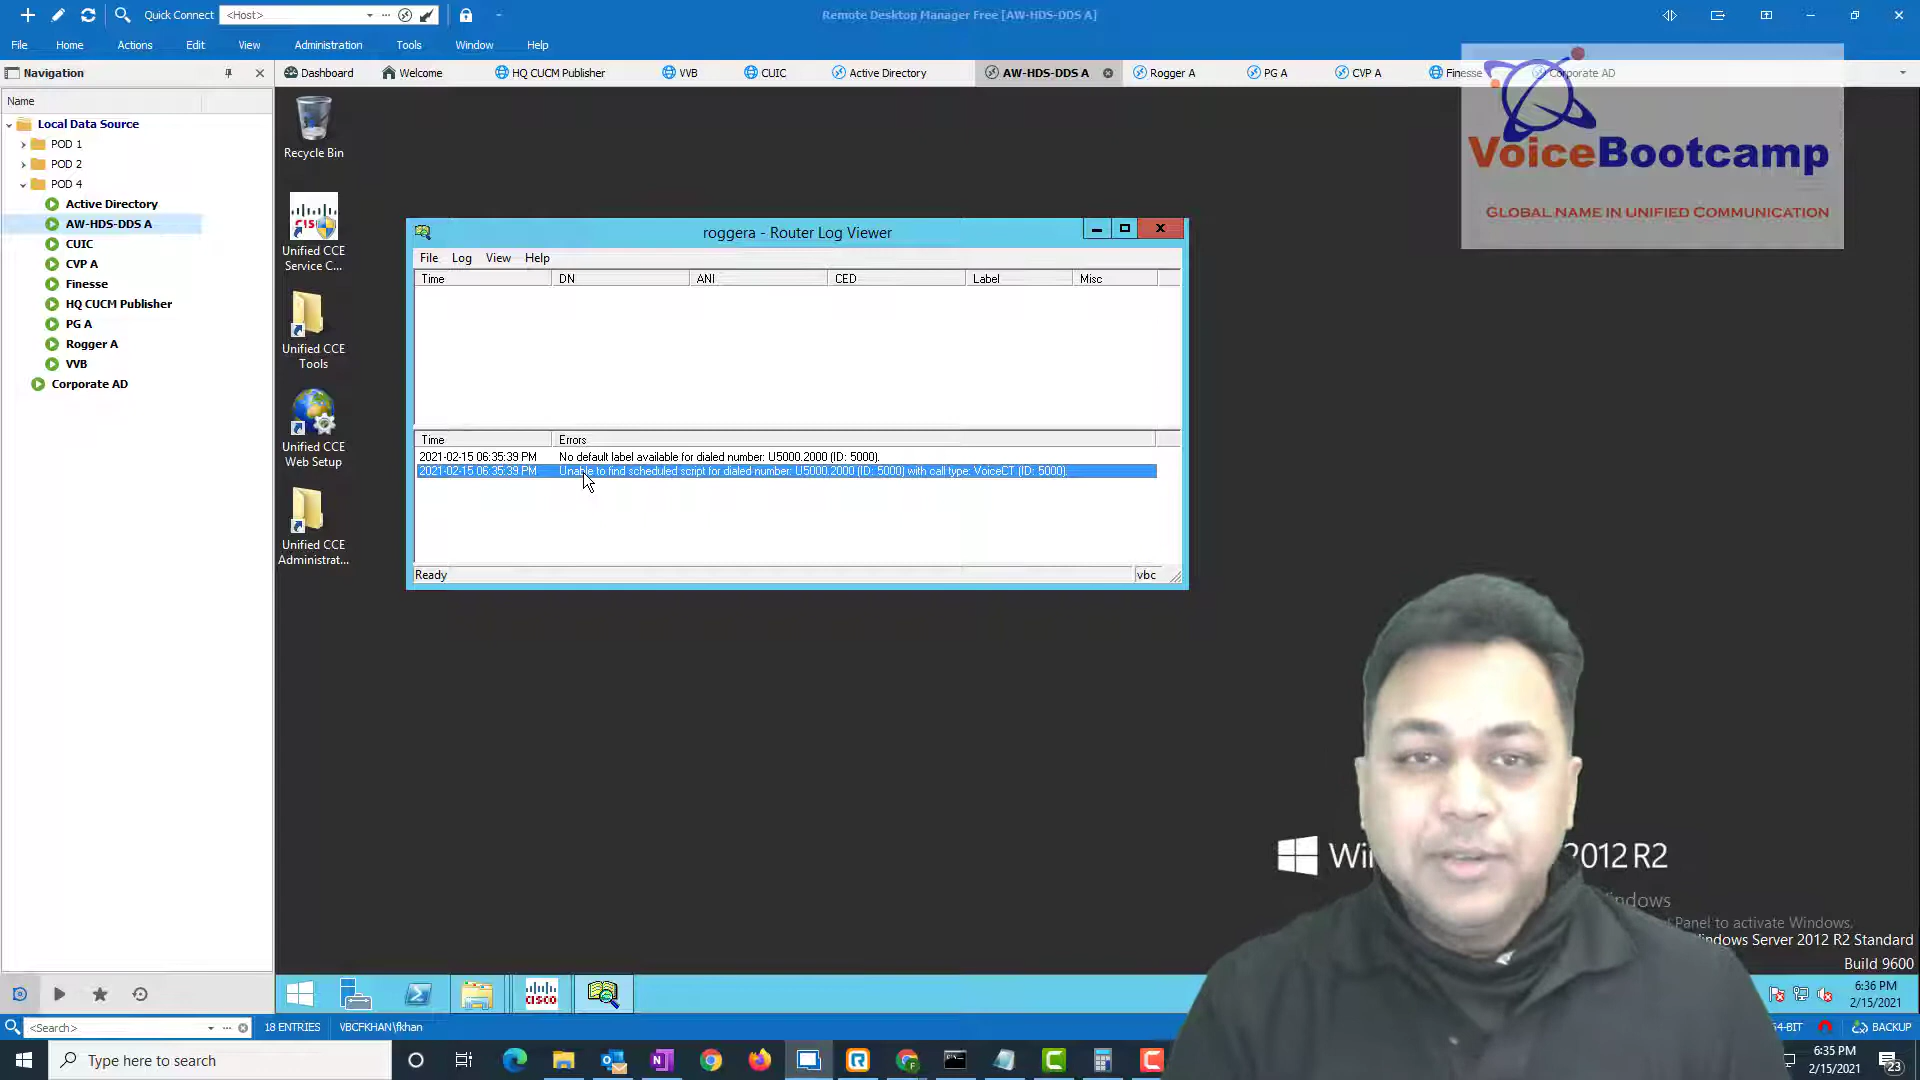 Quick Connect <Host> Remote Desktop Manager Free [AW-HDS-DDS A]
File Home Actions Edit View Administration Tools Window Help
Navigation Dashboard Welcome HQ CUCM Publisher VVB CUIC Active Directory AW-HDS-DDS A Rogger A PG A CVP A Finesse Corporate AD
Name
Local Data Source
POD 1
POD 2
POD 4
Active Directory
AW-HDS-DDS A
CUIC
CVP A
Finesse
HQ CUCM Publisher
PG A
Rogger A
VVB
Corporate AD
Recycle Bin
CISCO
Unified CCE
Service C...
Unified CCE
Tools
Unified CCE
Web Setup
Unified CCE
Administrat...
VoiceBootcamp
GLOBAL NAME IN UNIFIED COMMUNICATION
roggera - Router Log Viewer
File Log View Help
Time DN ANI CED Label Misc
Time Errors
2021-02-15 06:35:39 PM No default label available for dialed number: U5000.2000 (ID: 5000).
2021-02-15 06:35:39 PM Unable to find scheduled script for dialed number: U5000.2000 (ID: 5000) with call type: VoiceCT (ID: 5000).
Ready vbc
2012 R2
Panel to activate Windows.
Windows Server 2012 R2 Standard
Build 9600
CISCO
6:36 PM
2/15/2021
<Search> 18 ENTRIES VBCFKHAN\fkhan 64-BIT BACKUP
Type here to search
6:35 PM
2/15/2021
23